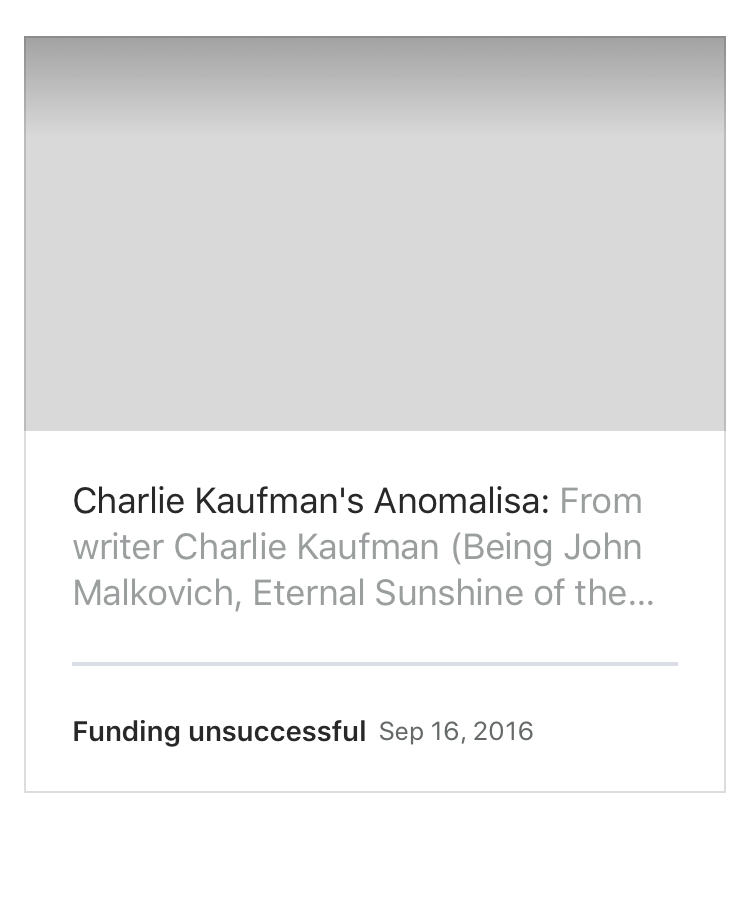 Charlie Kaufman's Anomalisa: From
writer Charlie Kaufman (Being John
Malkovich, Eternal Sunshine of the...
Funding unsuccessful Sep 16, 2016